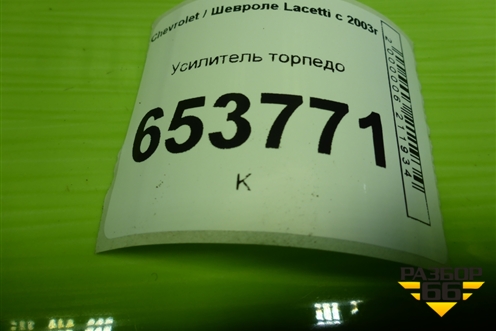 Chevrolet / Шевроле Lacetti с 2003г
Усилитель торпедо
653771
К
2000006211934
РАЗБОР
66